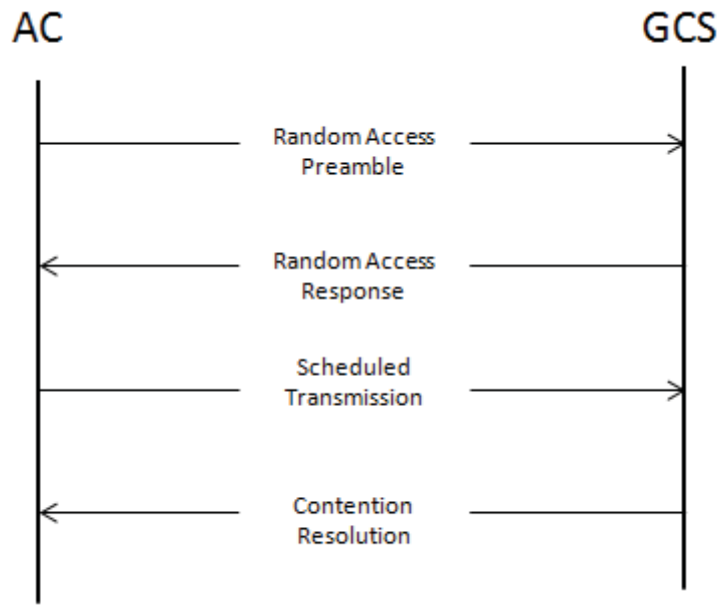 AC
GCS
Random Access
Preamble
Random Access
Response
Scheduled
Transmission
Contention
Resolution